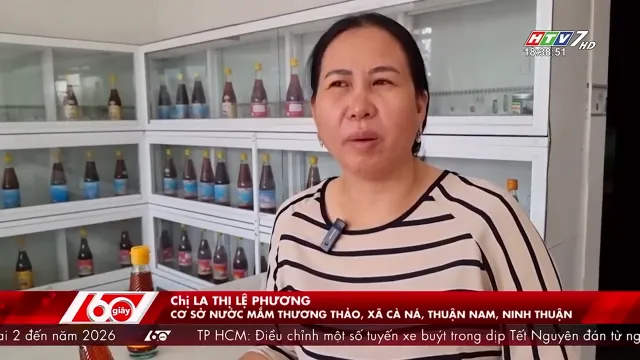 HTV7 HD
18:38:51
60 giây
Chị LA THỊ LỆ PHƯƠNG
CƠ SỞ NƯỚC MẮM THƯƠNG THẢO, XÃ CÀ NÁ, THUẬN NAM, NINH THUẬN
ai 2 đến năm 2026 60 TP HCM: Điều chỉnh một số tuyến xe buýt trong dịp Tết Nguyên đán từ ng